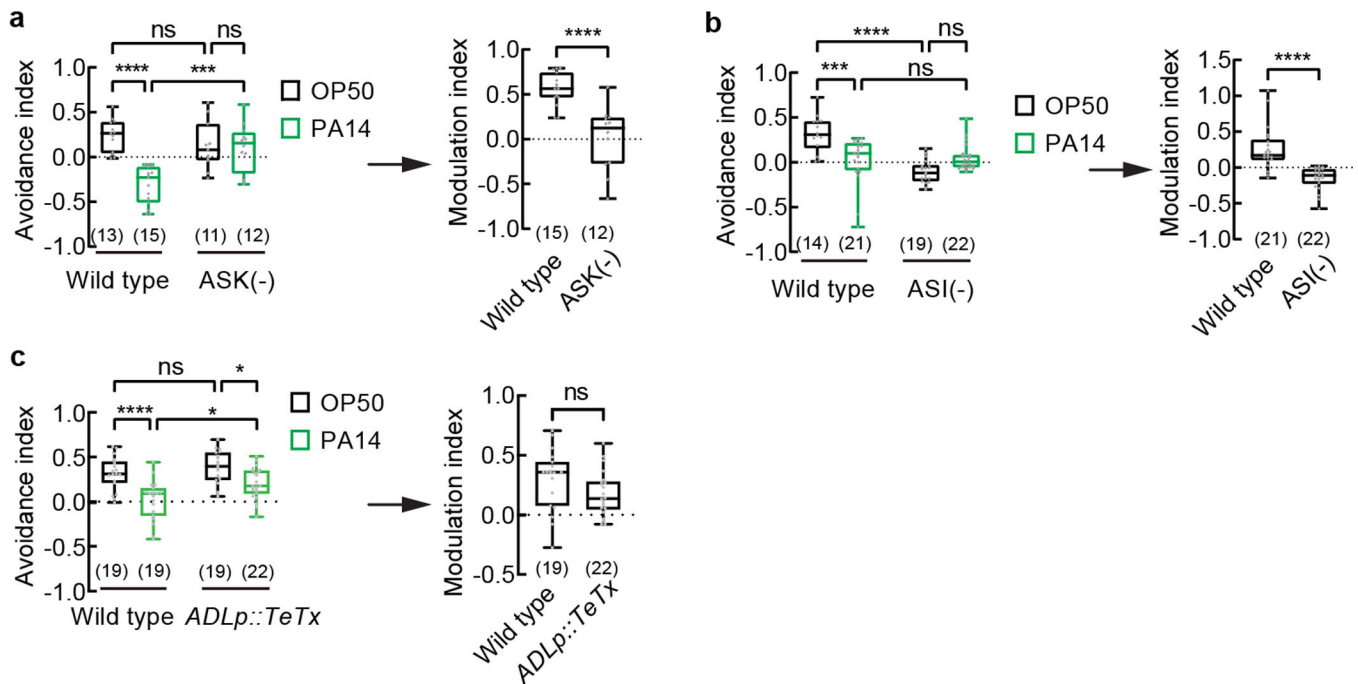 a
ns ns
**** ***
Avoidance index
1.0
0.5
0.0
-0.5
-1.0
OP50
PA14
(13) (15) (11) (12)
Wild type ASK(-)
****
Modulation index
1.0
0.5
0.0
-0.5
-1.0
(15) (12)
Wild type
ASK(-)
b
**** ns
*** ns
Avoidance index
1.0
0.5
0.0
-0.5
-1.0
OP50
PA14
(14) (21) (19) (22)
Wild type ASI(-)
****
Modulation index
1.5
1.0
0.5
0.0
-0.5
-1.0
(21) (22)
Wild type
ASI(-)
c
ns *
**** *
Avoidance index
1.0
0.5
0.0
-0.5
-1.0
OP50
PA14
(19) (19) (19) (22)
Wild type ADLp::TeTx
ns
Modulation index
1.0
0.5
0.0
-0.5
(19) (22)
Wild type
ADLp::TeTx